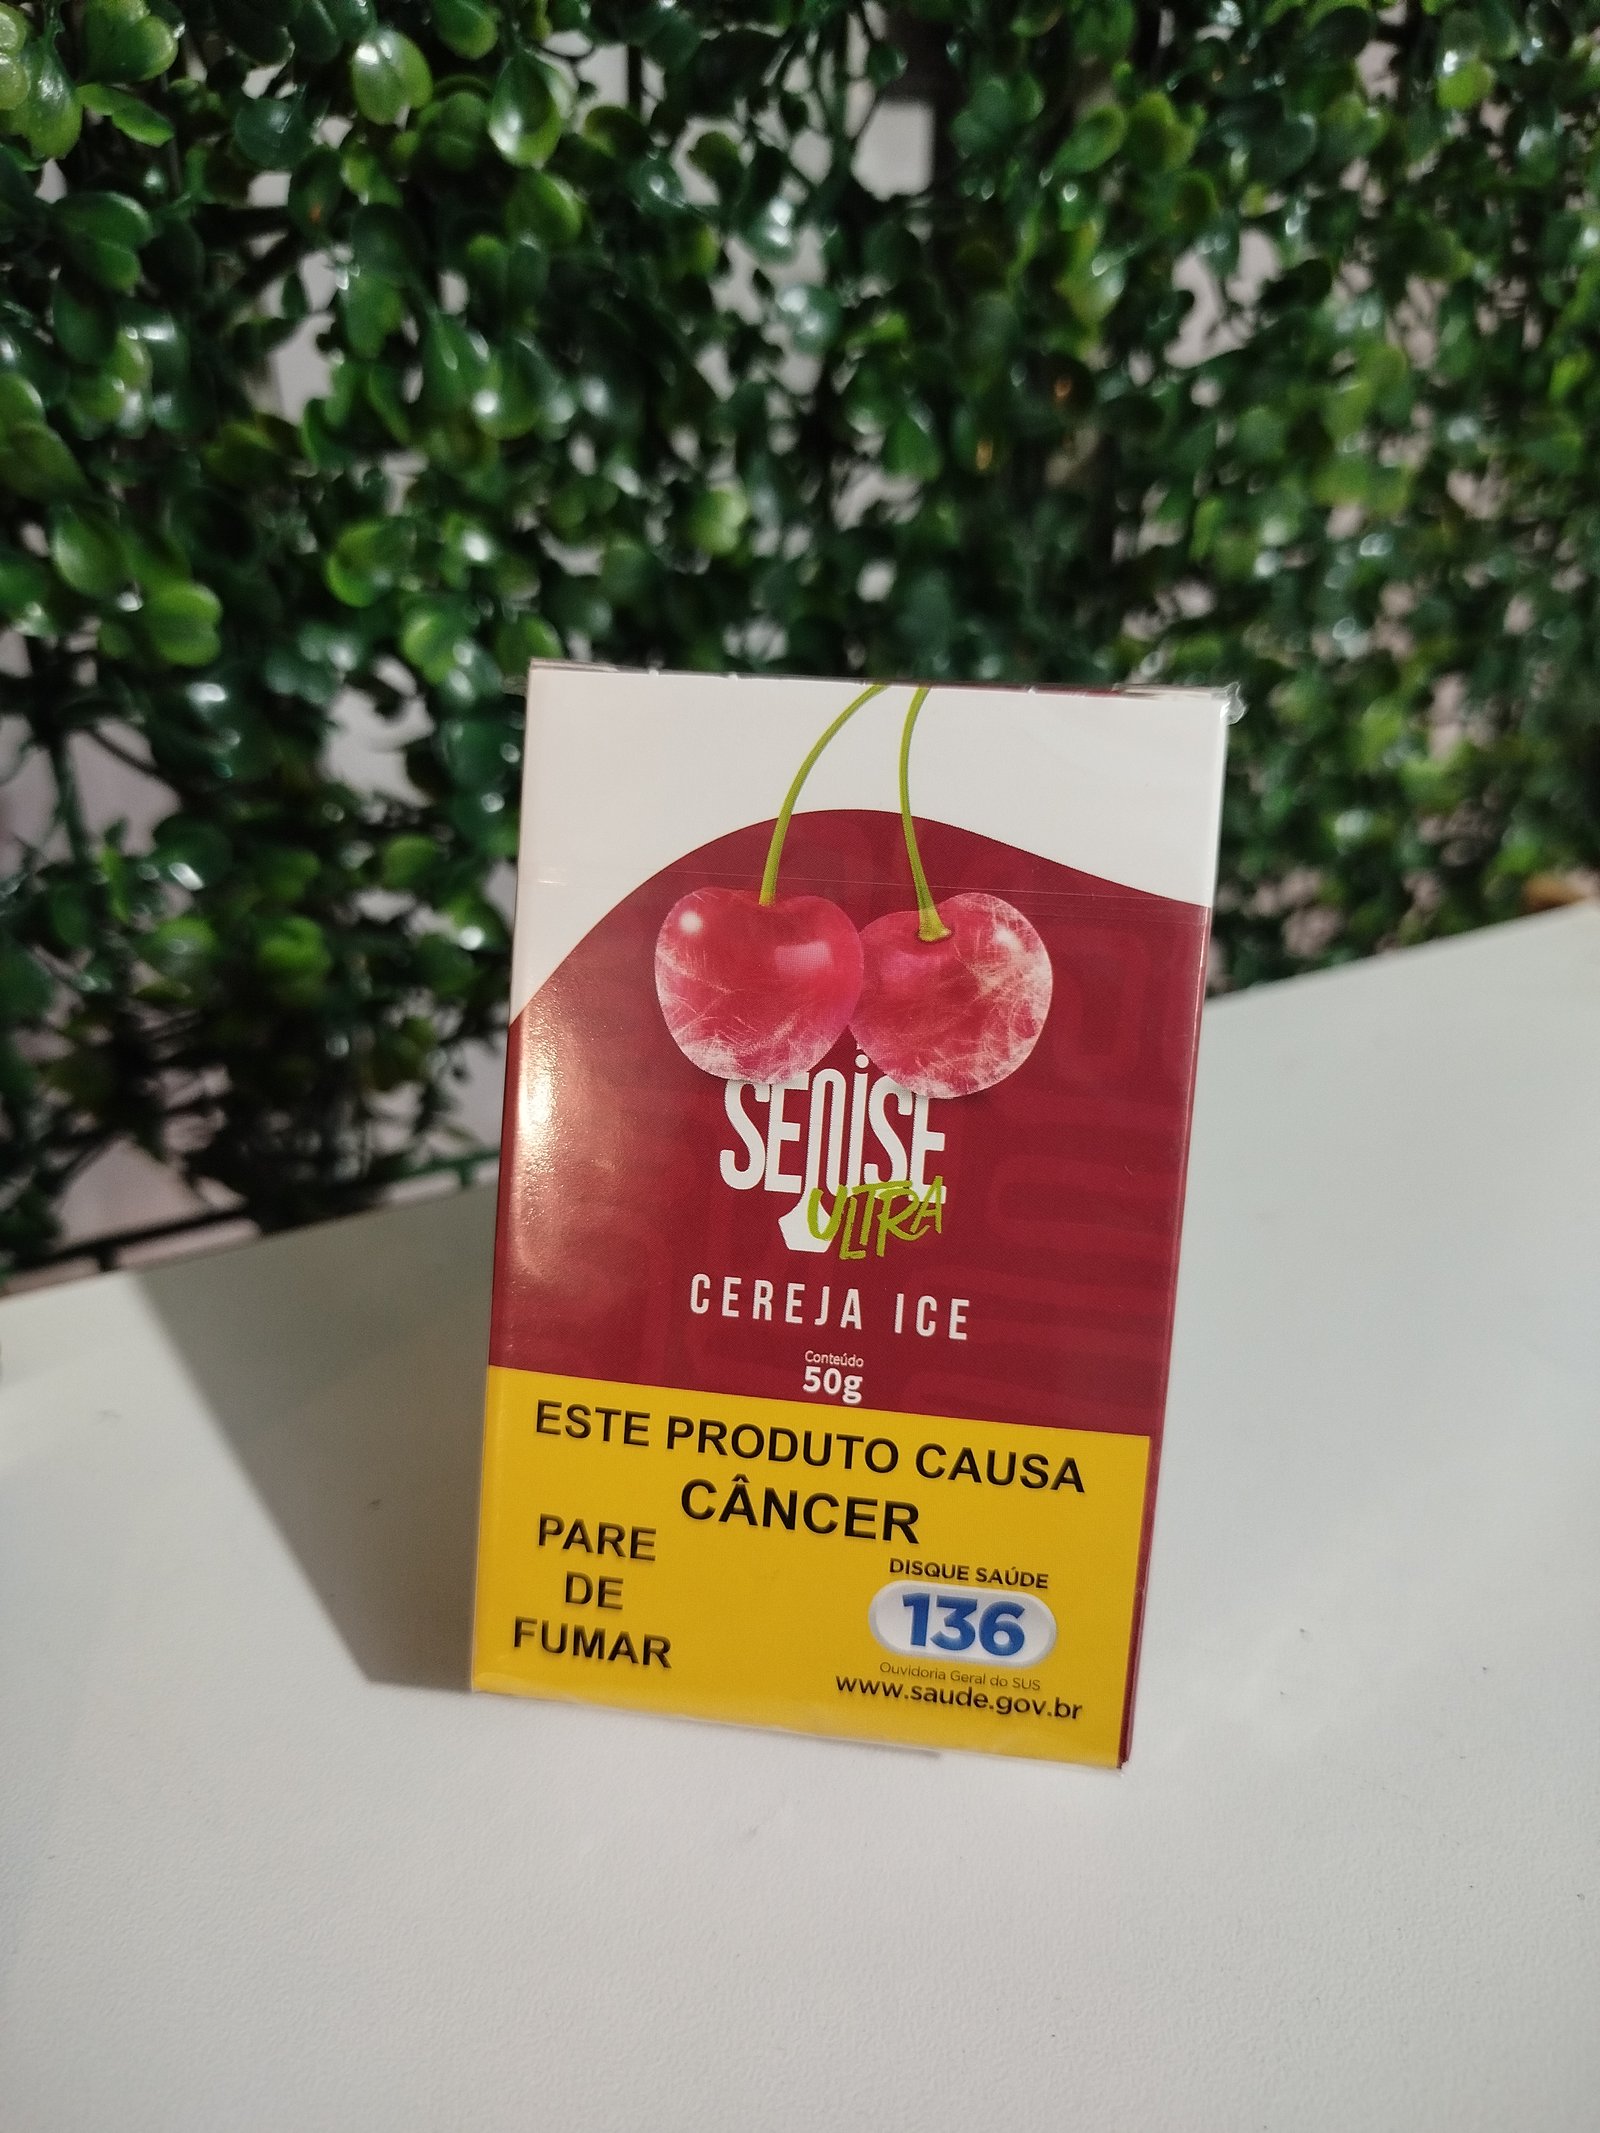 SENiSE
ULTRA
CEREJA ICE
Conteúdo
50g
ESTE PRODUTO CAUSA
CÂNCER
PARE
DE
FUMAR
DISQUE SAÚDE
136
Ouvidoria Geral do SUS
www.saude.gov.br